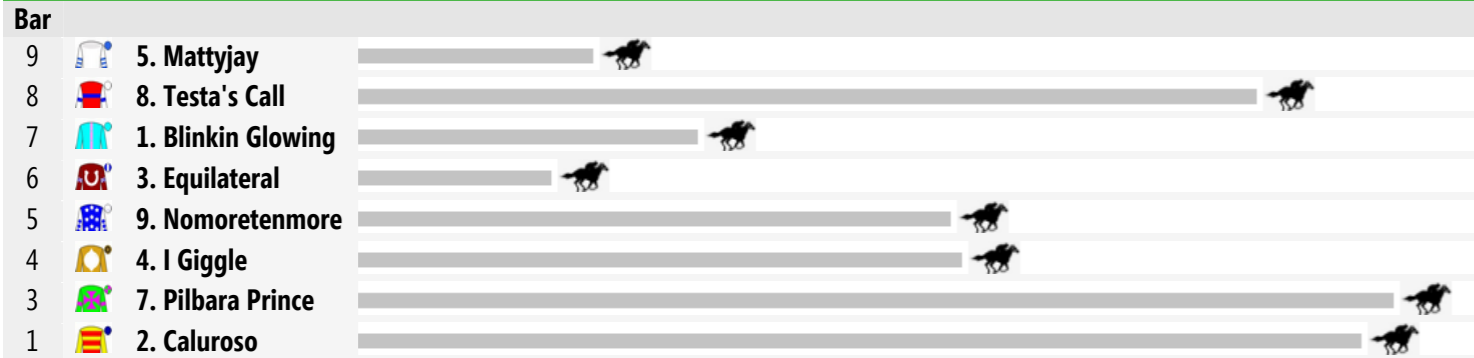 Bar
9 5. Mattyjay
8 8. Testa's Call
7 1. Blinkin Glowing
6 3. Equilateral
5 9. Nomoretenmore
4 4. I Giggle
3 7. Pilbara Prince
1 2. Caluroso